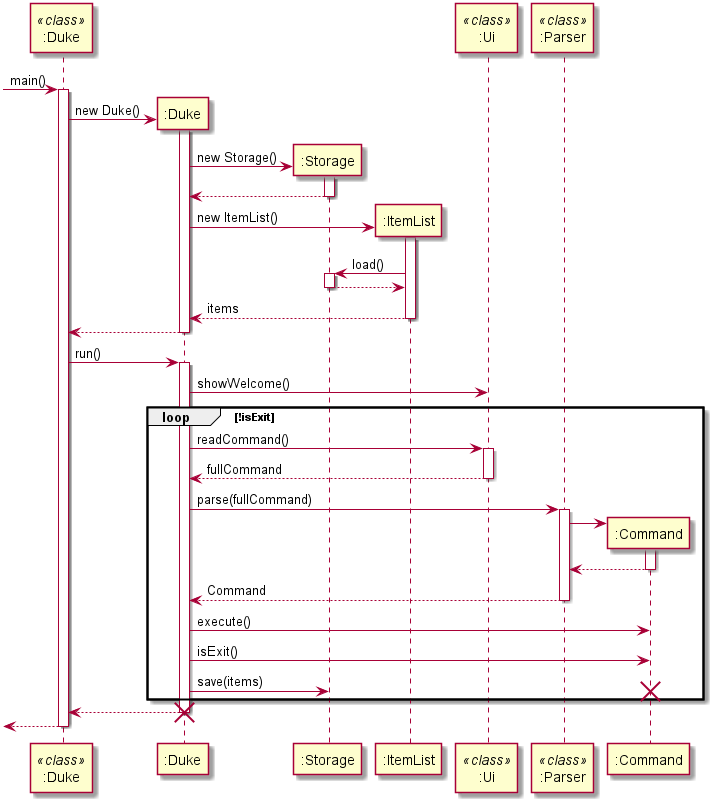 «class»
:Duke
«class»
:Ui
«class»
:Parser
main()
new Duke()
:Duke
new Storage()
:Storage
new ItemList()
:ItemList
load()
items
run()
showWelcome()
loop [!isExit]
readCommand()
fullCommand
parse(fullCommand)
:Command
Command
execute()
isExit()
save(items)
«class»
:Duke
:Duke
:Storage
:ItemList
«class»
:Ui
«class»
:Parser
:Command